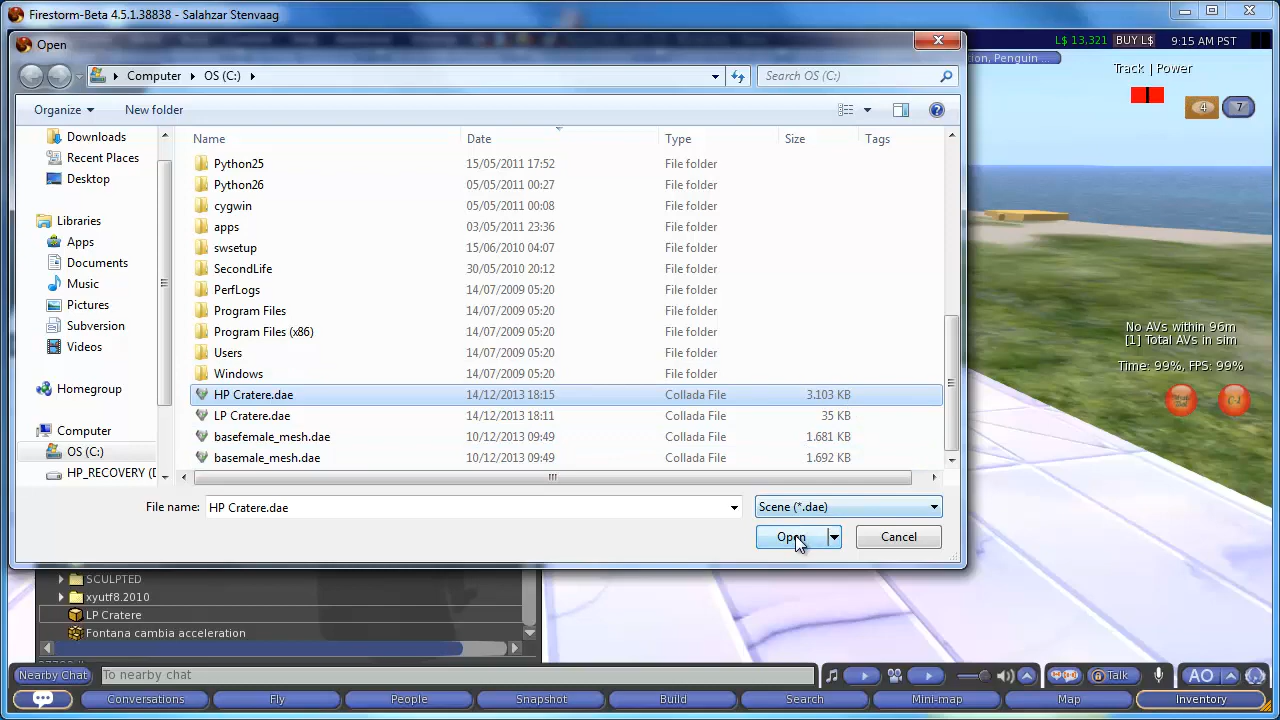 Firestorm-Beta 4.5.1.38838 - Salahzar Stenvaag
Open
L$ 13,321 BUY L$ 9:15 AM PST
Computer OS (C:) Search OS (C:)
tion, Penguin ...
Track | Power
Organize New folder
4 7
Name Date Type Size Tags
Downloads
Recent Places
Desktop
Libraries
Apps
Documents
Music
Pictures
Subversion
Videos
Homegroup
Computer
OS (C:)
HP_RECOVERY (D
Python25 15/05/2011 17:52 File folder
Python26 05/05/2011 00:27 File folder
cygwin 05/05/2011 00:08 File folder
apps 03/05/2011 23:36 File folder
swsetup 15/06/2010 04:07 File folder
SecondLife 30/05/2010 20:12 File folder
PerfLogs 14/07/2009 05:20 File folder
Program Files 14/07/2009 05:20 File folder
Program Files (x86) 14/07/2009 05:20 File folder
Users 14/07/2009 05:20 File folder
Windows 14/07/2009 05:20 File folder
HP Cratere.dae 14/12/2013 18:15 Collada File 3.103 KB
LP Cratere.dae 14/12/2013 18:11 Collada File 35 KB
basefemale_mesh.dae 10/12/2013 09:49 Collada File 1.681 KB
basemale_mesh.dae 10/12/2013 09:49 Collada File 1.692 KB
No AVs within 96m
[1] Total AVs in sim
Time: 99%, FPS: 99%
File name: HP Cratere.dae Scene (*.dae)
Open Cancel
SCULPTED
xyutf8.2010
LP Cratere
Fontana cambia acceleration
Nearby Chat To nearby chat Talk AO
Conversations Fly People Snapshot Build Search Mini-map Map Inventory